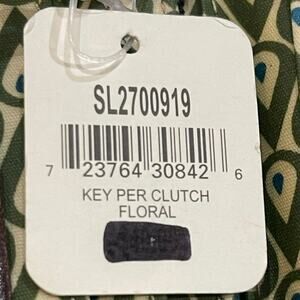 SL2700919
7 23764 30842 6
KEY PER CLUTCH
FLORAL